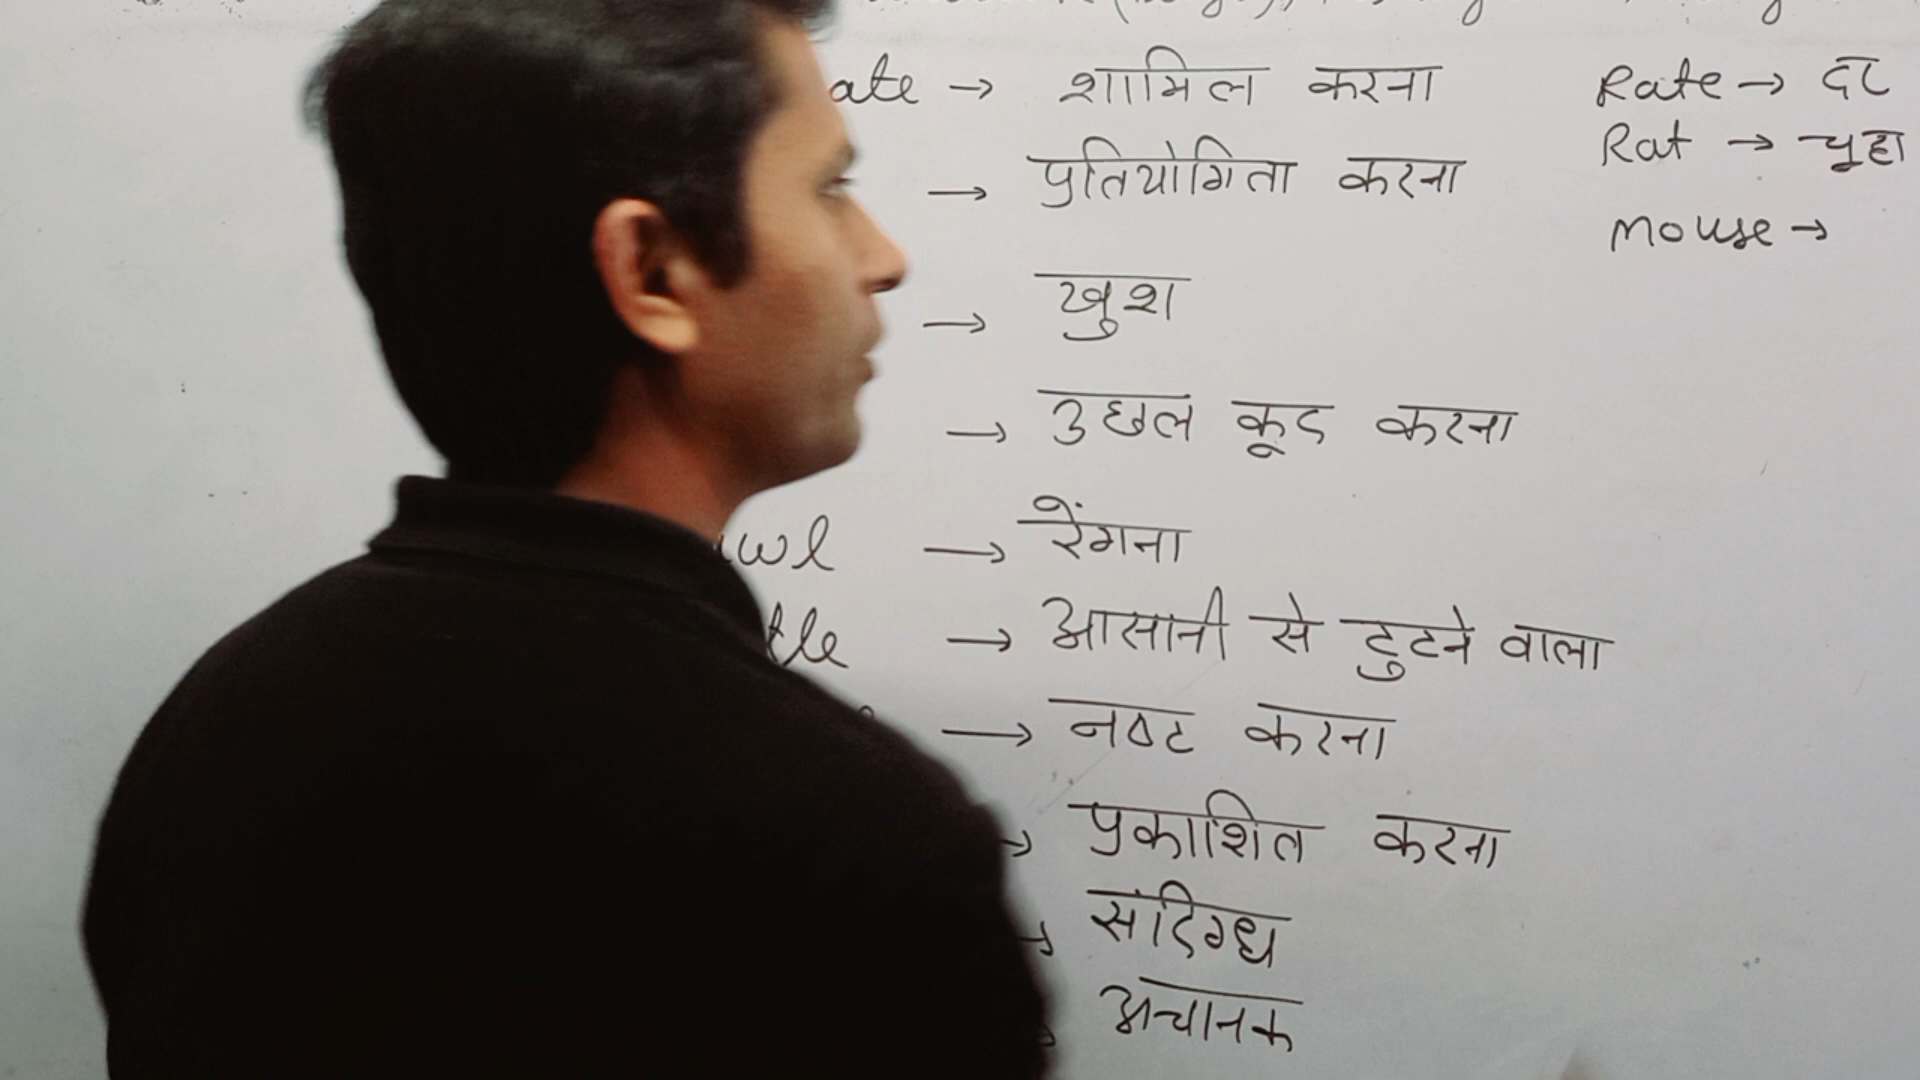 ate → शामिल करना
→ प्रतियोगिता करना
→ खुश
→ उछल कूद करना
wl → रेंगना
tle → आसानी से टुटने वाला
→ नष्ट करना
→ प्रकाशित करना
→ संदिग्ध
अचानक
Rate → दर
Rat → चूहा
Mouse →